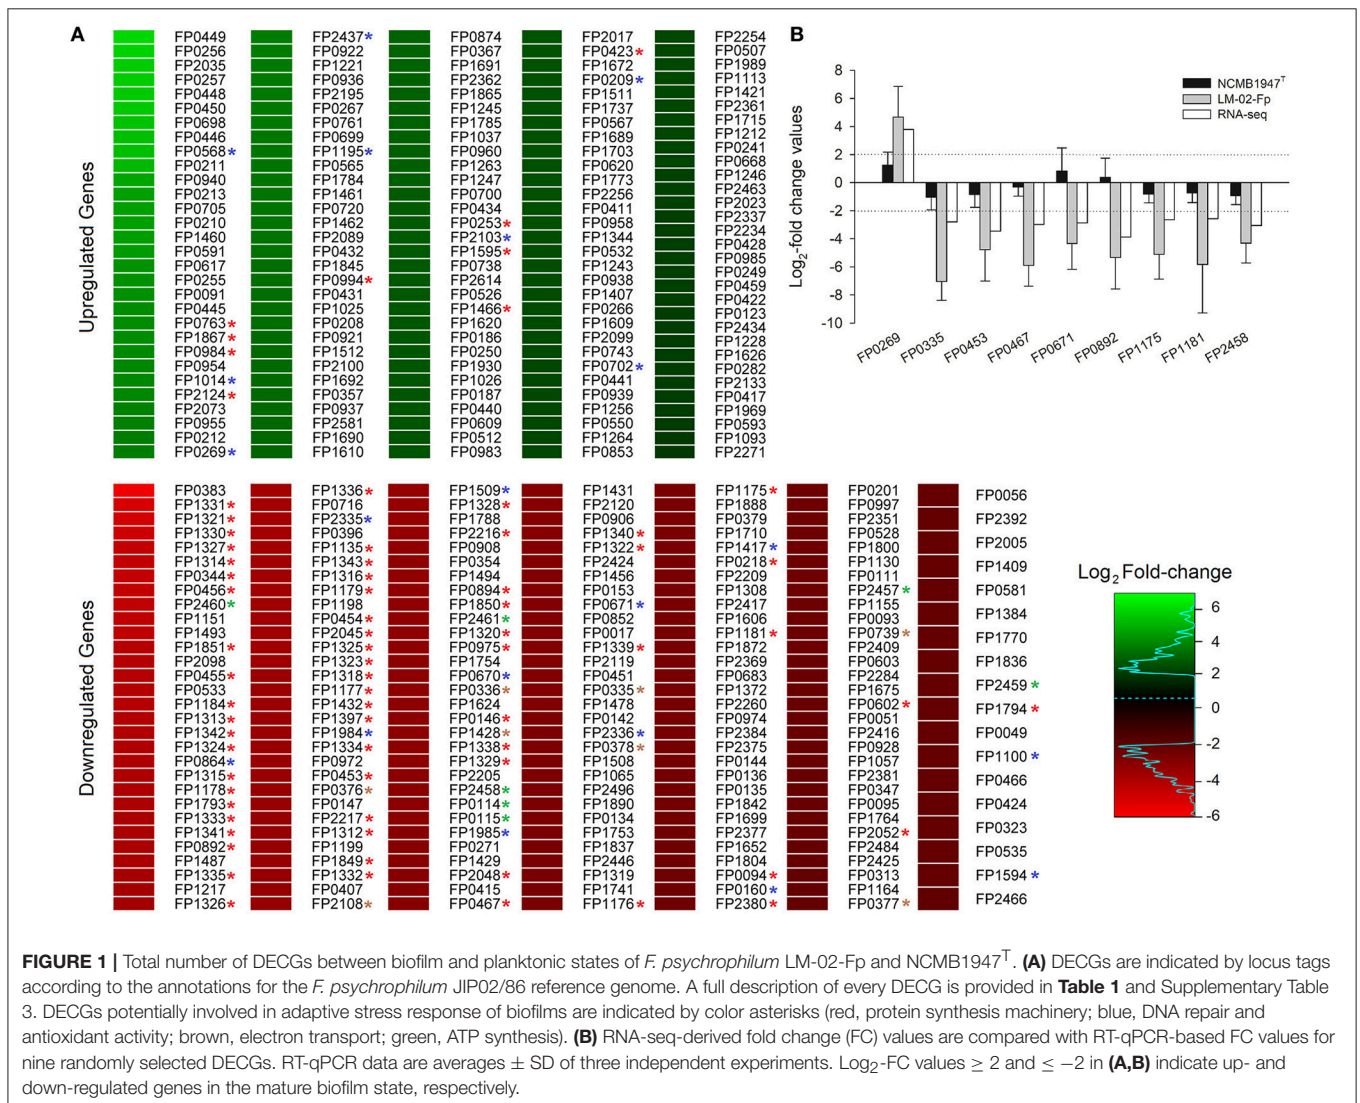 A
Upregulated Genes
FP0449
FP0256
FP2035
FP0257
FP0448
FP0450
FP0698
FP0446
FP0568*
FP0211
FP0940
FP0213
FP0705
FP0210
FP1460
FP0591
FP0617
FP0255
FP0091
FP0445
FP0763*
FP1867*
FP0984*
FP0954
FP1014*
FP2124*
FP2073
FP0955
FP0212
FP0269*
FP2437*
FP0922
FP1221
FP0936
FP2195
FP0267
FP0761
FP0699
FP1195*
FP0565
FP1784
FP1461
FP0720
FP1462
FP2089
FP0432
FP1845
FP0994*
FP0431
FP1025
FP0208
FP0921
FP1512
FP2100
FP1692
FP0357
FP0937
FP2581
FP1690
FP1610
FP0874
FP0367
FP1691
FP2362
FP1865
FP1245
FP1785
FP1037
FP0960
FP1263
FP1247
FP0700
FP0434
FP0253*
FP2103*
FP1595*
FP0738
FP2614
FP0526
FP1466*
FP1620
FP0186
FP0250
FP1930
FP1026
FP0187
FP0440
FP0609
FP0512
FP0983
FP2017
FP0423*
FP1672
FP0209*
FP1511
FP1737
FP0567
FP1689
FP1703
FP0620
FP1773
FP2256
FP0411
FP0958
FP1344
FP0532
FP1243
FP0938
FP1407
FP0266
FP1609
FP2099
FP0743
FP0702*
FP0441
FP0939
FP1256
FP0550
FP1264
FP0853
FP2254
FP0507
FP1989
FP1113
FP1421
FP2361
FP1715
FP1212
FP0241
FP0668
FP1246
FP2463
FP2023
FP2337
FP2234
FP0428
FP0985
FP0249
FP0459
FP0422
FP0123
FP2434
FP1228
FP1626
FP0282
FP2133
FP0417
FP1969
FP0593
FP1093
FP2271
Downregulated Genes
FP0383
FP1331*
FP1321*
FP1330*
FP1327*
FP1314*
FP0344*
FP0456*
FP2460*
FP1151
FP1493
FP1851*
FP2098
FP0455*
FP0533
FP1184*
FP1313*
FP1342*
FP1324*
FP0864*
FP1315*
FP1178*
FP1793*
FP1333*
FP1341*
FP0892*
FP1487
FP1335*
FP1217
FP1326*
FP1336*
FP0716
FP2335*
FP0396
FP1135*
FP1343*
FP1316*
FP1179*
FP1198
FP0454*
FP2045*
FP1325*
FP1323*
FP1318*
FP1177*
FP1432*
FP1397*
FP1984*
FP1334*
FP0972
FP0453*
FP0376*
FP0147
FP2217*
FP1312*
FP1199
FP1849*
FP1332*
FP0407
FP2108*
FP1509*
FP1328*
FP1788
FP2216*
FP0908
FP0354
FP1494
FP0894*
FP1850*
FP2461*
FP1320*
FP0975*
FP1754
FP0670*
FP0336*
FP1624
FP0146*
FP1428*
FP1338*
FP1329*
FP2205
FP2458*
FP0114*
FP0115*
FP1985*
FP0271
FP1429
FP2048*
FP0415
FP0467*
FP1431
FP2120
FP0906
FP1340*
FP1322*
FP2424
FP1456
FP0153
FP0671*
FP0852
FP0017
FP1339*
FP2119
FP0451
FP0335*
FP1478
FP0142
FP2336*
FP0378*
FP1508
FP1065
FP2496
FP1890
FP0134
FP1753
FP1837
FP2446
FP1319
FP1741
FP1176*
FP1175*
FP1888
FP0379
FP1710
FP1417*
FP0218*
FP2209
FP1308
FP2417
FP1606
FP1181*
FP1872
FP2369
FP0683
FP1372
FP2260
FP0974
FP2384
FP2375
FP0144
FP0136
FP0135
FP1842
FP1699
FP2377
FP1652
FP1804
FP0094*
FP0160*
FP2380*
FP0201
FP0997
FP2351
FP0528
FP1800
FP1130
FP0111
FP2457*
FP1155
FP0093
FP0739*
FP2409
FP0603
FP2284
FP1675
FP0602*
FP0051
FP2416
FP0928
FP1057
FP2381
FP0347
FP0095
FP1764
FP2052*
FP2484
FP2425
FP0313
FP1164
FP0377*
FP0056
FP2392
FP2005
FP1409
FP0581
FP1384
FP1770
FP1836
FP2459*
FP1794*
FP0049
FP1100*
FP0466
FP0424
FP0323
FP0535
FP1594*
FP2466
Log2 Fold-change
6
4
2
0
-2
-4
-6
B
Log2-fold change values
8
6
4
2
0
-2
-4
-6
-8
-10
NCMB1947T
LM-02-Fp
RNA-seq
FP0269
FP0335
FP0453
FP0467
FP0671
FP0892
FP1175
FP1181
FP2458
FIGURE 1 | Total number of DECGs between biofilm and planktonic states of F. psychrophilum LM-02-Fp and NCMB1947T. (A) DECGs are indicated by locus tags
according to the annotations for the F. psychrophilum JIP02/86 reference genome. A full description of every DECG is provided in Table 1 and Supplementary Table
3. DECGs potentially involved in adaptive stress response of biofilms are indicated by color asterisks (red, protein synthesis machinery; blue, DNA repair and
antioxidant activity; brown, electron transport; green, ATP synthesis). (B) RNA-seq-derived fold change (FC) values are compared with RT-qPCR-based FC values for
nine randomly selected DECGs. RT-qPCR data are averages ± SD of three independent experiments. Log2-FC values ≥ 2 and ≤ −2 in (A,B) indicate up- and
down-regulated genes in the mature biofilm state, respectively.